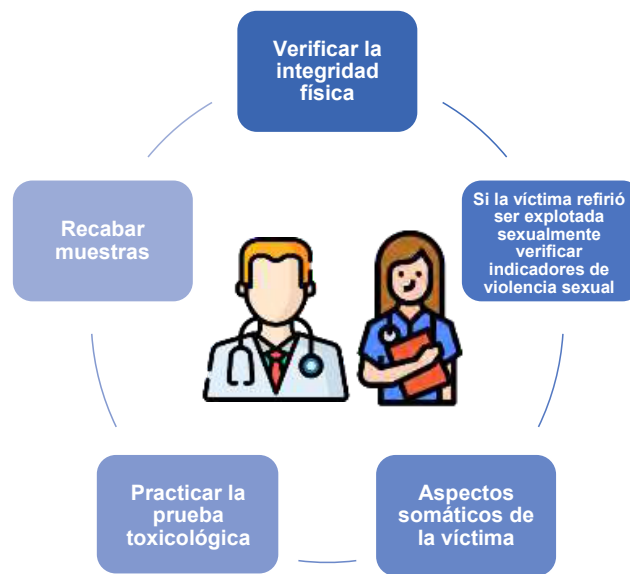 Verificar la
integridad
física
Si la víctima refirió
ser explotada
sexualmente
verificar
indicadores de
violencia sexual
Aspectos
somáticos de
la víctima
Practicar la
prueba
toxicológica
Recabar
muestras